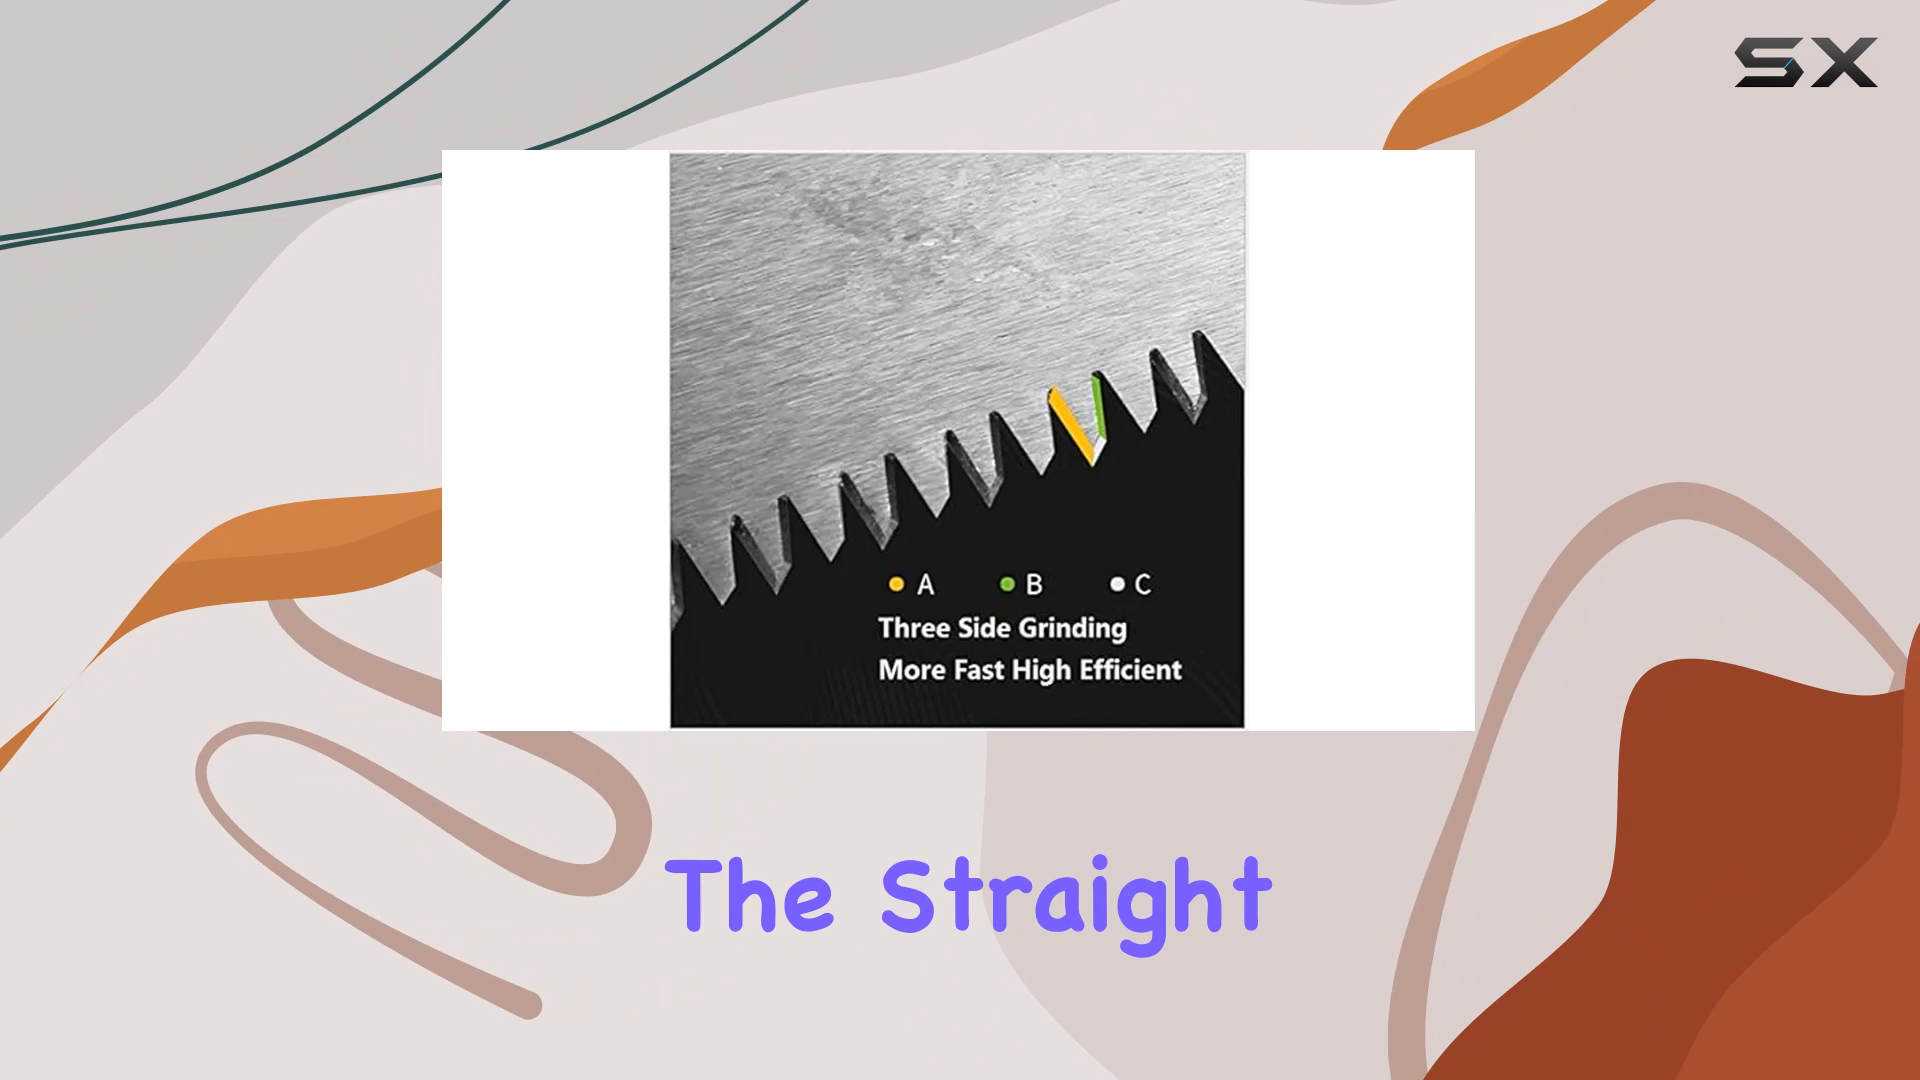 SX
A B C
Three Side Grinding
More Fast High Efficient
The Straight